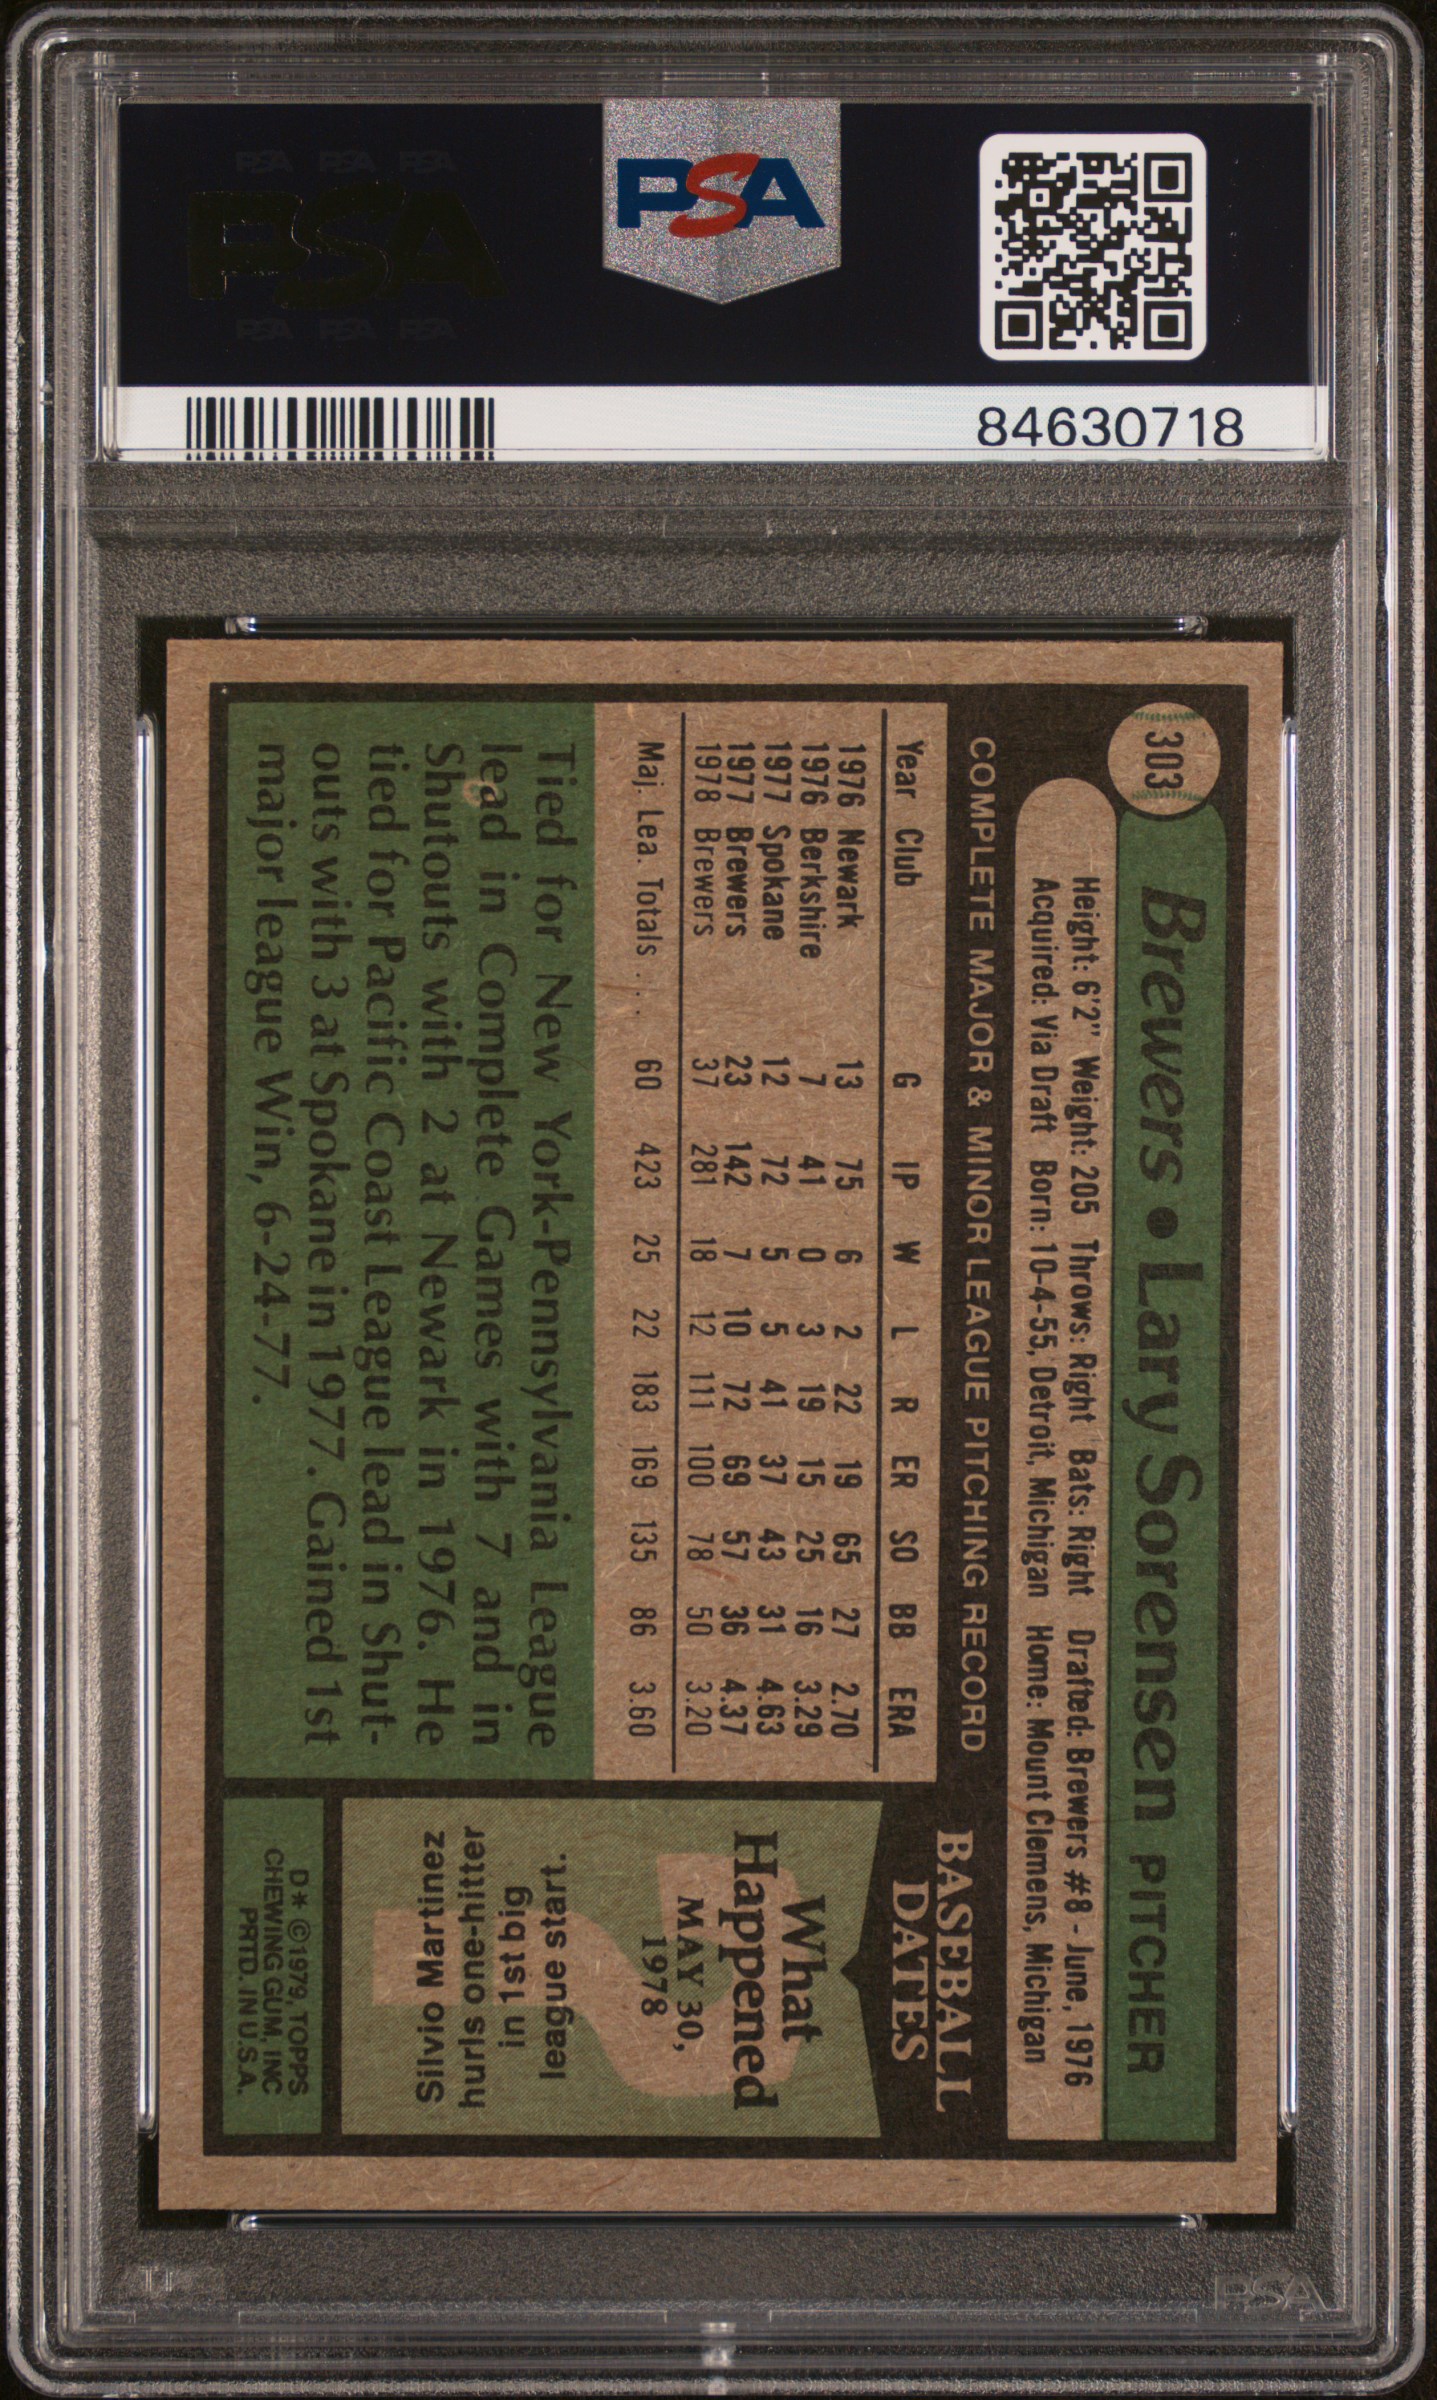 PSA PSA PSA
PSA
PSA PSA PSA
PSA
84630718
303
Brewers • Lary Sorensen PITCHER
Height: 6'2" Weight: 205 Throws: Right Bats: Right Drafted: Brewers #8 - June, 1976
Acquired: Via Draft Born: 10-4-55, Detroit, Michigan Home: Mount Clemens, Michigan
COMPLETE MAJOR & MINOR LEAGUE PITCHING RECORD
Year Club G IP W L R ER SO BB ERA
1976 Newark 13 75 6 2 22 19 65 27 2.70
1976 Berkshire 7 41 0 3 19 15 25 16 3.29
1977 Spokane 12 72 5 5 41 37 43 31 4.63
1977 Brewers 23 142 7 10 72 69 57 36 4.37
1978 Brewers 37 281 18 12 111 100 78 50 3.20
Maj. Lea. Totals . . 60 423 25 22 183 169 135 86 3.60
Tied for New York-Pennsylvania League
lead in Complete Games with 7 and in
Shutouts with 2 at Newark in 1976. He
tied for Pacific Coast League lead in Shut-
outs with 3 at Spokane in 1977. Gained 1st
major league Win, 6-24-77.
BASEBALL
DATES
What
Happened
MAY 30,
1978
?
league start.
in 1st big
hurls one-hitter
Silvio Martinez
D* ©1979, TOPPS
CHEWING GUM, INC
PRTD. IN U.S.A.
PSA